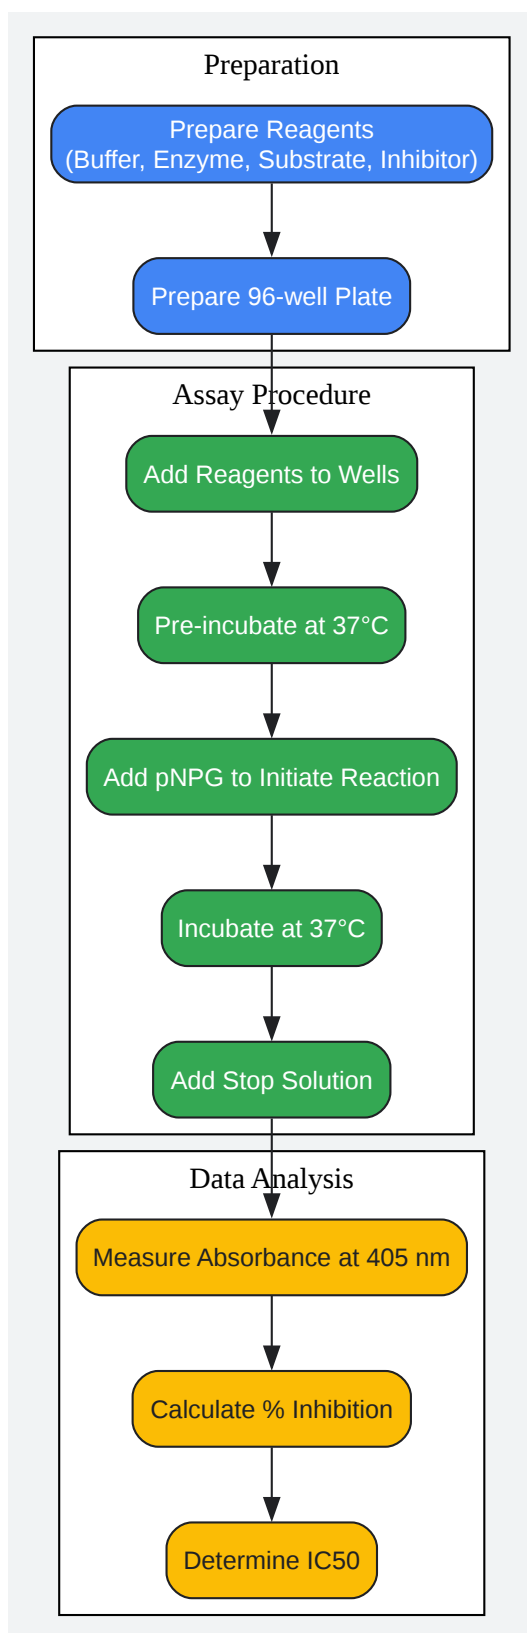 Preparation
Prepare Reagents
(Buffer, Enzyme, Substrate, Inhibitor)
Prepare 96-well Plate
Assay Procedure
Add Reagents to Wells
Pre-incubate at 37°C
Add pNPG to Initiate Reaction
Incubate at 37°C
Add Stop Solution
Data Analysis
Measure Absorbance at 405 nm
Calculate % Inhibition
Determine IC50